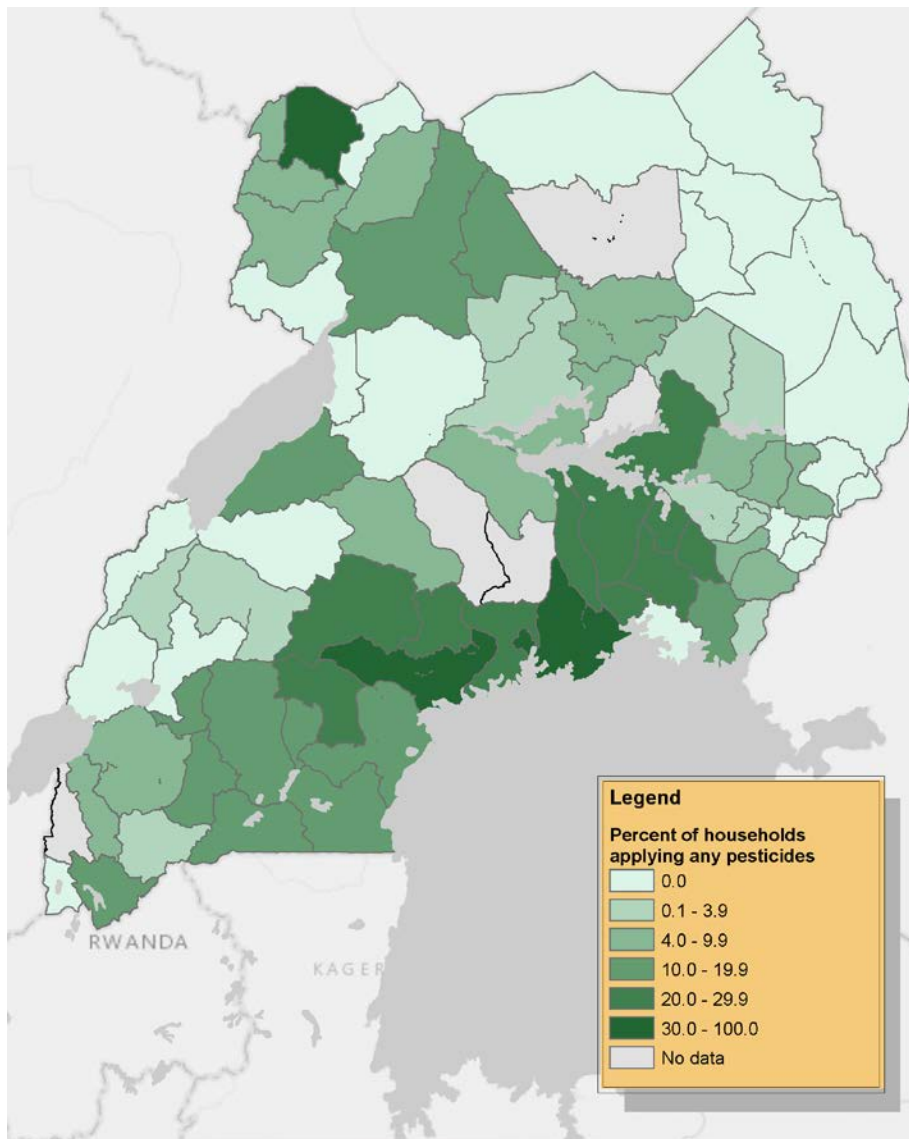 RWANDA
KAGER
Legend
Percent of households
applying any pesticides
0.0
0.1 - 3.9
4.0 - 9.9
10.0 - 19.9
20.0 - 29.9
30.0 - 100.0
No data